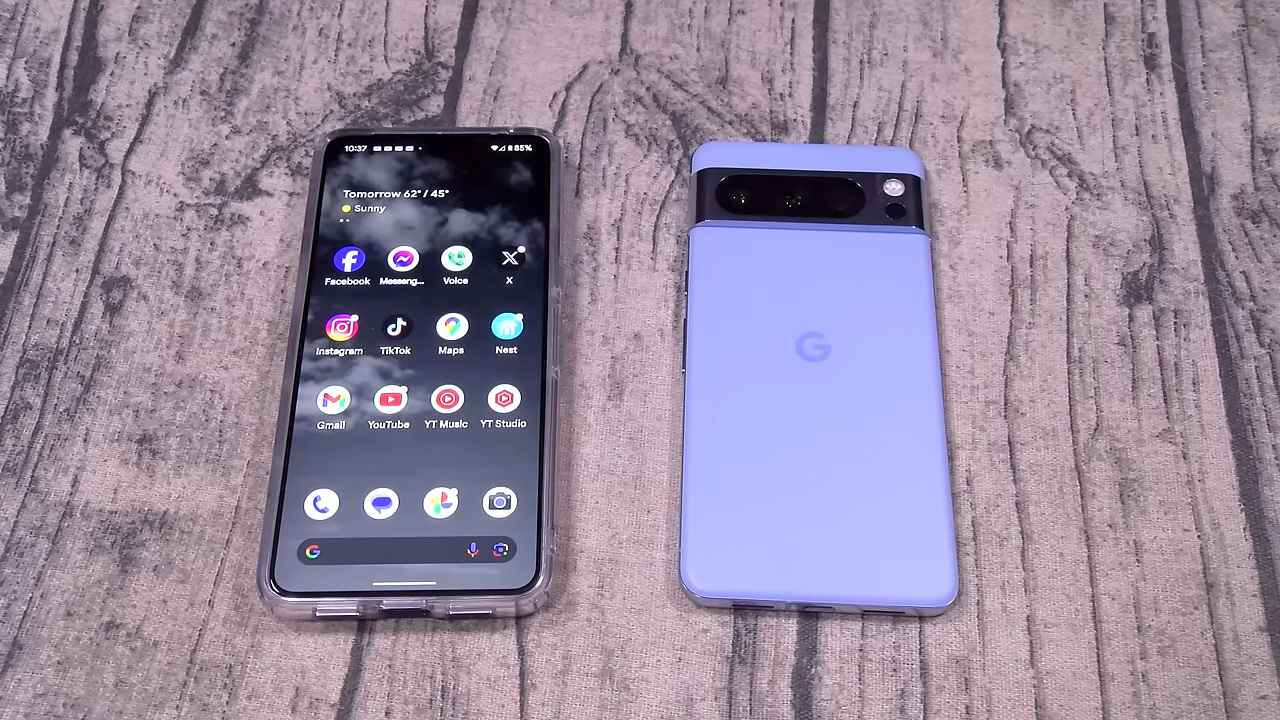 10:37 85%
Tomorrow 62° / 45°
Sunny
Facebook Messeng... Voice X
Instagram TikTok Maps Nest
Gmail YouTube YT Music YT Studio
G
G